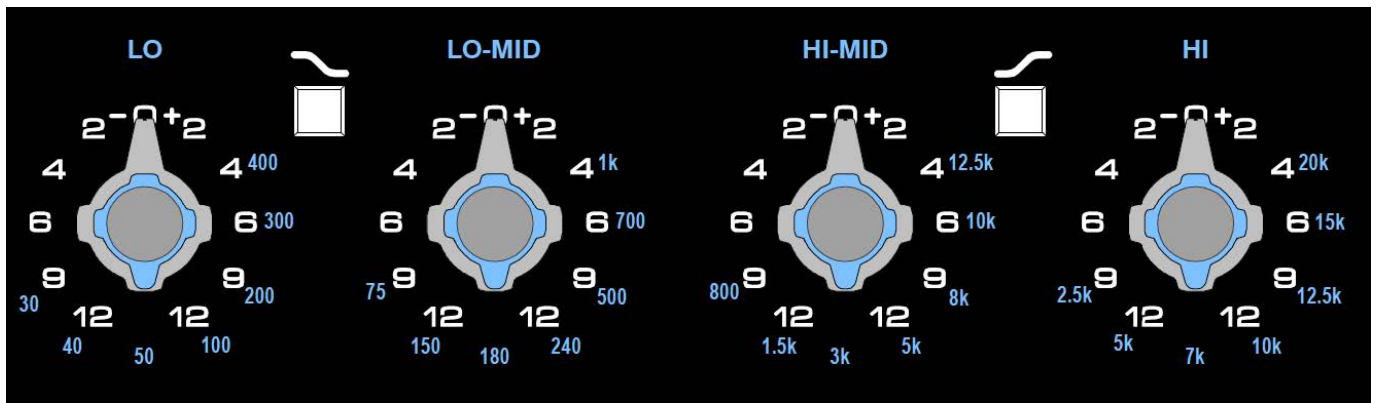 LO LO-MID HI-MID HI
2 - 0 + 2 2 - 0 + 2 2 - 0 + 2 2 - 0 + 2
4 4 400 4 4 1k 4 4 12.5k 4 4 20k
6 6 300 6 6 700 6 6 10k 6 6 15k
30 9 9 200 75 9 9 500 800 9 9 8k 2.5k 9 9 12.5k
12 12 12 12 12 12 12 12
40 50 100 150 180 240 1.5k 3k 5k 5k 7k 10k